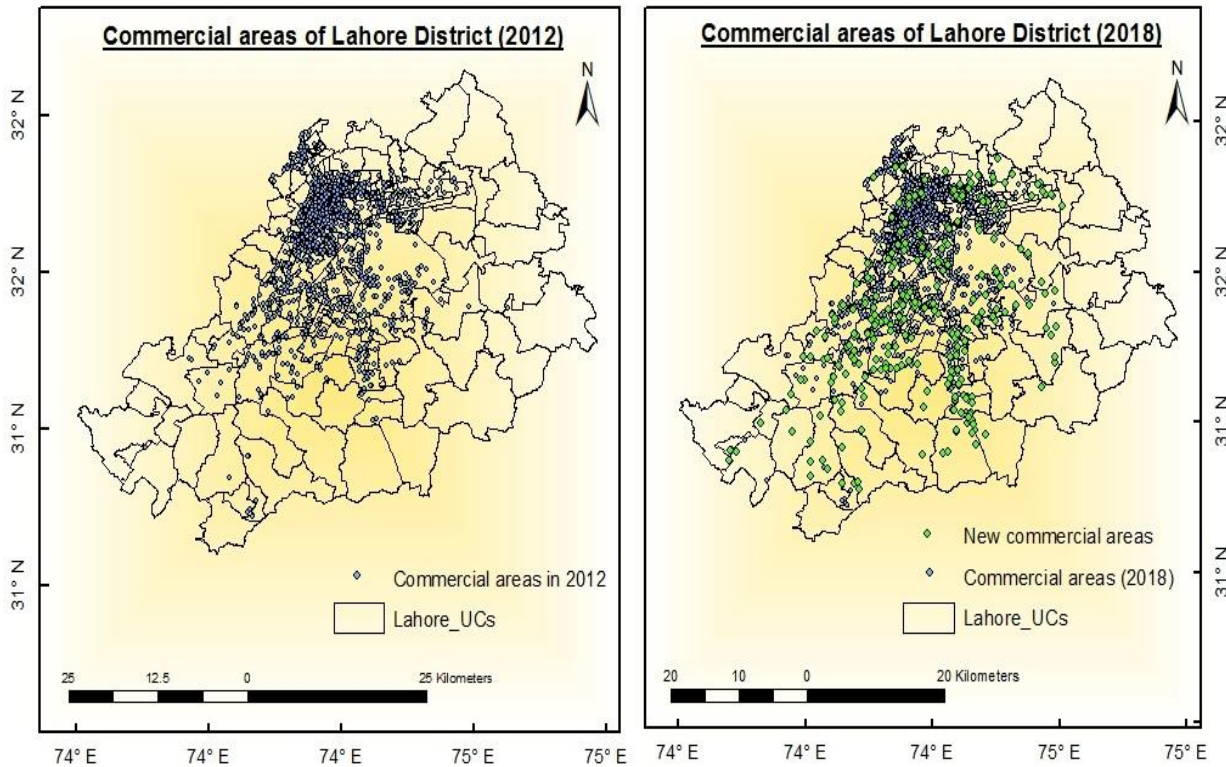 Commercial areas of Lahore District (2012)
N
32° N
32° N
31° N
31° N
Commercial areas in 2012
Lahore_UCs
25 12.5 0 25 Kilometers
74° E 74° E 74° E 75° E 75° E
Commercial areas of Lahore District (2018)
N
32° N
32° N
31° N
31° N
New commercial areas
Commercial areas (2018)
Lahore_UCs
20 10 0 20 Kilometers
74° E 74° E 74° E 75° E 75° E